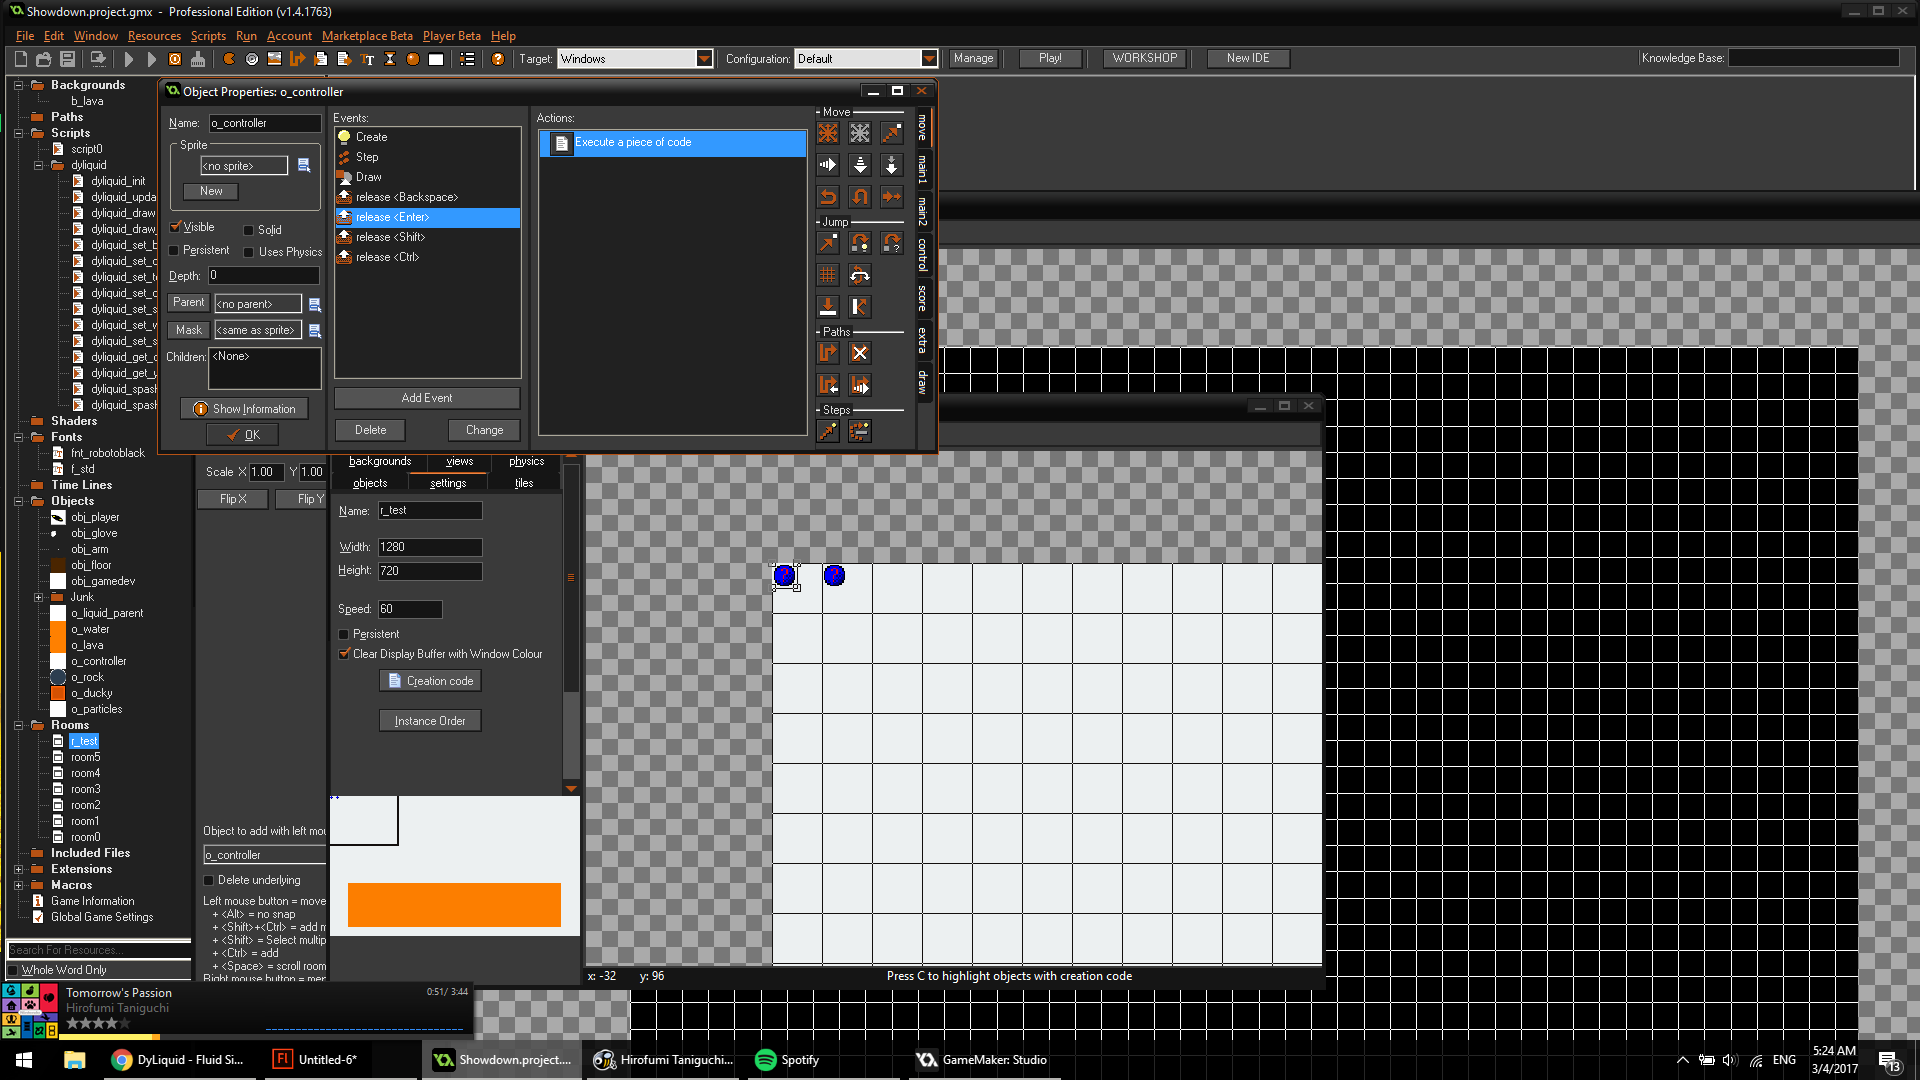 Showdown.project.gmx - Professional Edition (v1.4.1763)
File Edit Window Resources Scripts Run Account Marketplace Beta Player Beta Help
Target: Windows Configuration: Default Manage Play! WORKSHOP New IDE Knowledge Base:
Backgrounds
b_lava
Paths
Scripts
script0
dyliquid
dyliquid_init
dyliquid_upda
dyliquid_draw
dyliquid_draw_
dyliquid_set_b
dyliquid_set_c
dyliquid_set_t
dyliquid_set_c
dyliquid_set_s
dyliquid_set_w
dyliquid_set_s
dyliquid_get_c
dyliquid_get_y
dyliquid_spash
dyliquid_spash
Shaders
Fonts
fnt_robotoblack
f_std
Time Lines
Objects
obj_player
obj_glove
obj_arm
obj_floor
obj_gamedev
Junk
o_liquid_parent
o_water
o_lava
o_controller
o_rock
o_ducky
o_particles
Rooms
r_test
room5
room4
room3
room2
room1
room0
Included Files
Extensions
Macros
Game Information
Global Game Settings
Search For Resources...
Whole Word Only
Object Properties: o_controller
Name: o_controller
Sprite
<no sprite>
New
Visible Solid
Persistent Uses Physics
Depth: 0
Parent <no parent>
Mask <same as sprite>
Children: <None>
Show Information
OK
Events:
Create
Step
Draw
release <Backspace>
release <Enter>
release <Shift>
release <Ctrl>
Add Event
Delete Change
Actions:
Execute a piece of code
Move
Jump
Paths
Steps
move
main1
main2
control
score
extra
draw
Scale X 1.00 Y 1.00
Flip X Flip Y
Object to add with left mou
o_controller
Delete underlying
Left mouse button = move
+ <Alt> = no snap
+ <Shift>+<Ctrl> = add m
+ <Shift> = Select multip
+ <Ctrl> = add
+ <Space> = scroll room
Right mouse button = mer
backgrounds views physics
objects settings tiles
Name: r_test
Width: 1280
Height: 720
Speed: 60
Persistent
Clear Display Buffer with Window Colour
Creation code
Instance Order
x: -32 y: 96 Press C to highlight objects with creation code
Tomorrow's Passion 0:51/ 3:44
Hirofumi Taniguchi
DyLiquid - Fluid Si...
Untitled-6*
Showdown.project....
Hirofumi Taniguchi...
Spotify
GameMaker: Studio
ENG
5:24 AM
3/4/2017
13